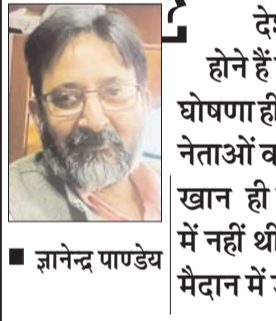 होने हैं
घोषणा ही
नेताओं
खान ही
में नहीं थी
मैदान में
■ ज्ञानेन्द्र पाण्डेय